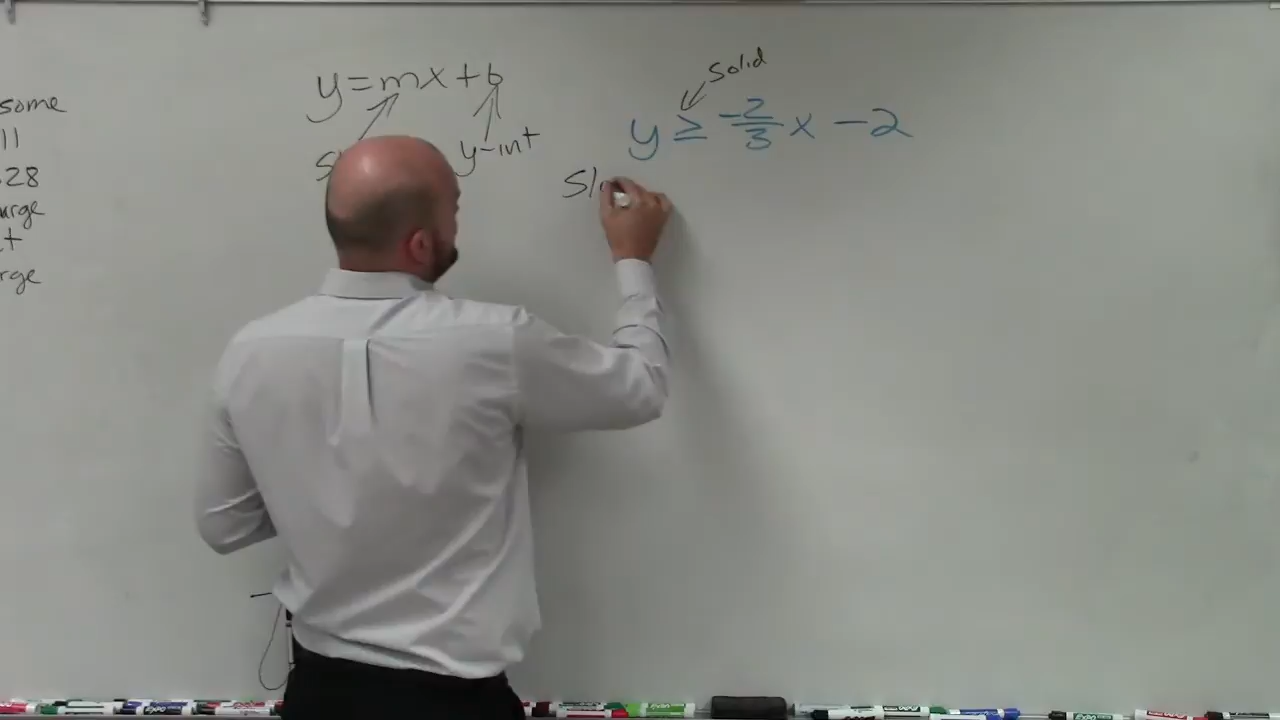 some
11
28
urge
t
rge
y=mx+b
y-int
solid
y ≥ -2/3 x - 2
Sl